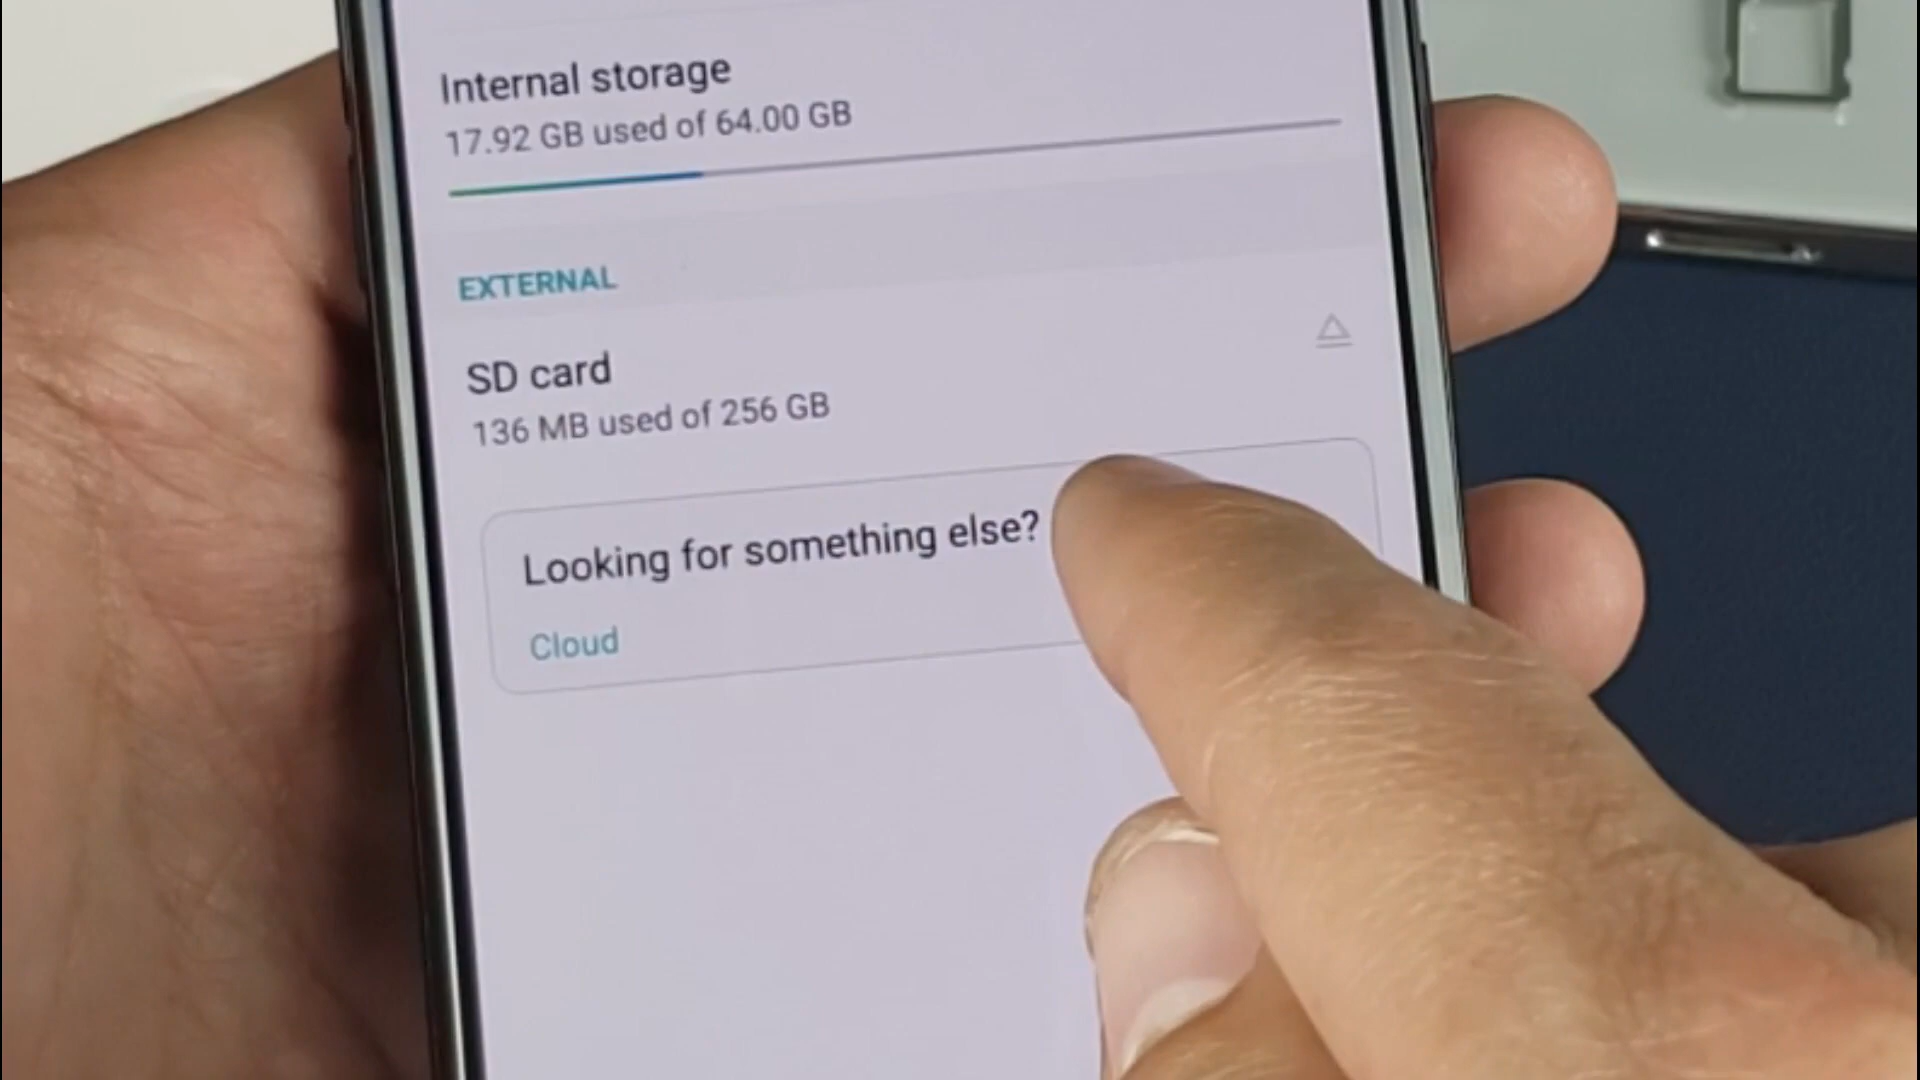 Internal storage
17.92 GB used of 64.00 GB
EXTERNAL
SD card
136 MB used of 256 GB
Looking for something else?
Cloud